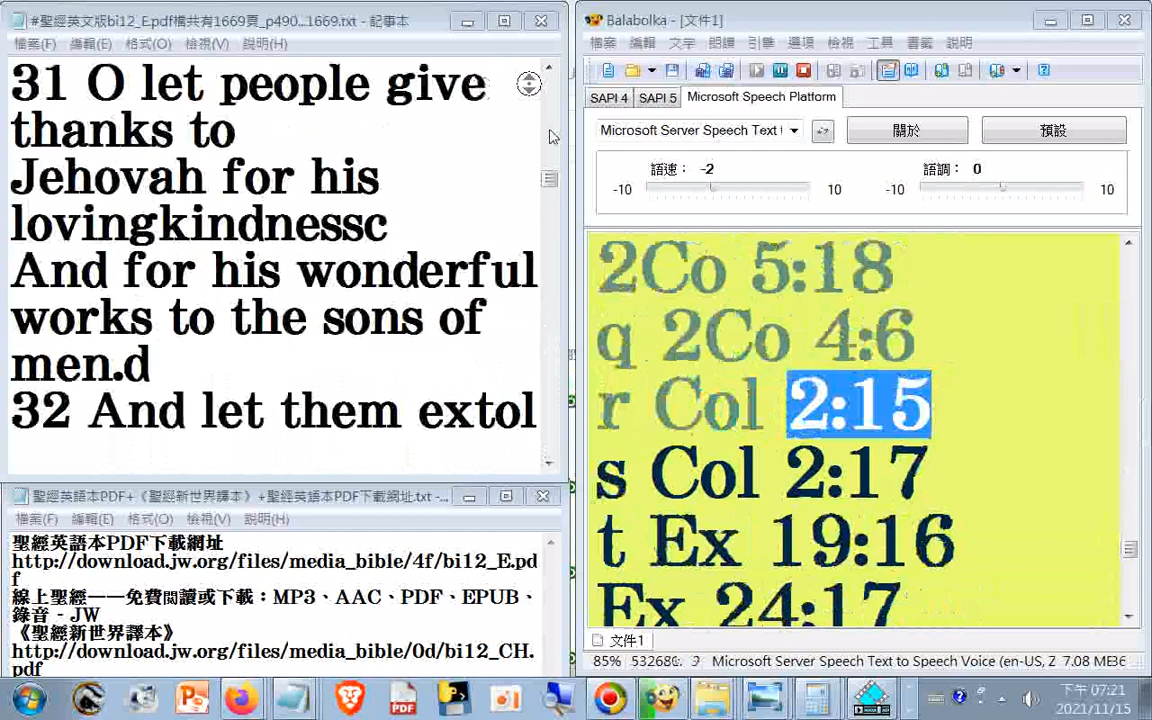 #聖經英文版bi12_E.pdf檔共有1669頁_p490...1669.txt - 記事本
檔案(F) 編輯(E) 格式(O) 檢視(V) 說明(H)
31 O let people give
thanks to
Jehovah for his
lovingkindnessc
And for his wonderful
works to the sons of
men.d
32 And let them extol
聖經英語本PDF+《聖經新世界譯本》+聖經英語本PDF下載網址.txt -...
檔案(F) 編輯(E) 格式(O) 檢視(V) 說明(H)
聖經英語本PDF下載網址
http://download.jw.org/files/media_bible/4f/bi12_E.pd
f
線上聖經——免費閱讀或下載：MP3、AAC、PDF、EPUB、
錄音 - JW
《聖經新世界譯本》
http://download.jw.org/files/media_bible/0d/bi12_CH.
pdf
Balabolka - [文件1]
檔案 編輯 文字 朗讀 引擎 選項 檢視 工具 書籤 說明
SAPI 4 SAPI 5 Microsoft Speech Platform
Microsoft Server Speech Text 關於 預設
語速： -2 語調： 0
-10 10 -10 10
2Co 5:18
q 2Co 4:6
r Col 2:15
s Col 2:17
t Ex 19:16
Ex 24:17
文件1
85% Microsoft Server Speech Text to Speech Voice (en-US, Z 7.08 MB
下午 07:21
2021/11/15